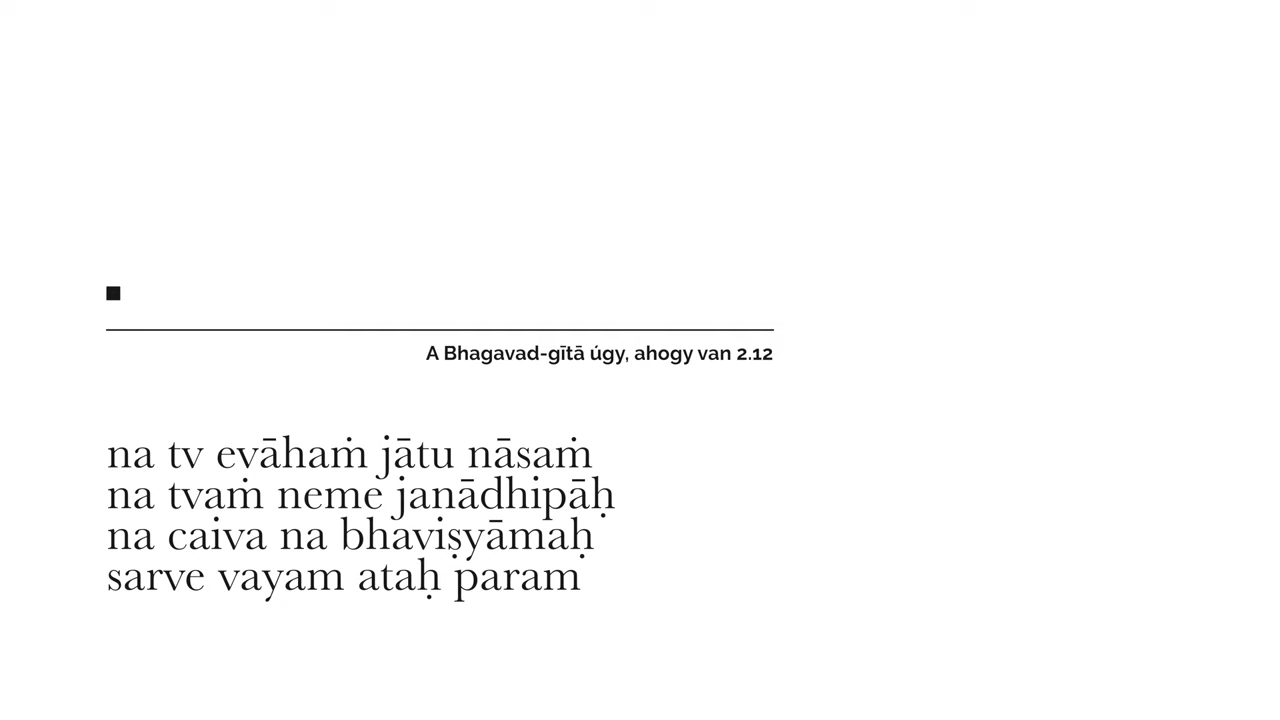 A Bhagavad-gītā úgy, ahogy van 2.12
na tv evāhaṁ jātu nāsaṁ
na tvaṁ neme janādhipāḥ
na caiva na bhaviṣyāmaḥ
sarve vayam ataḥ param